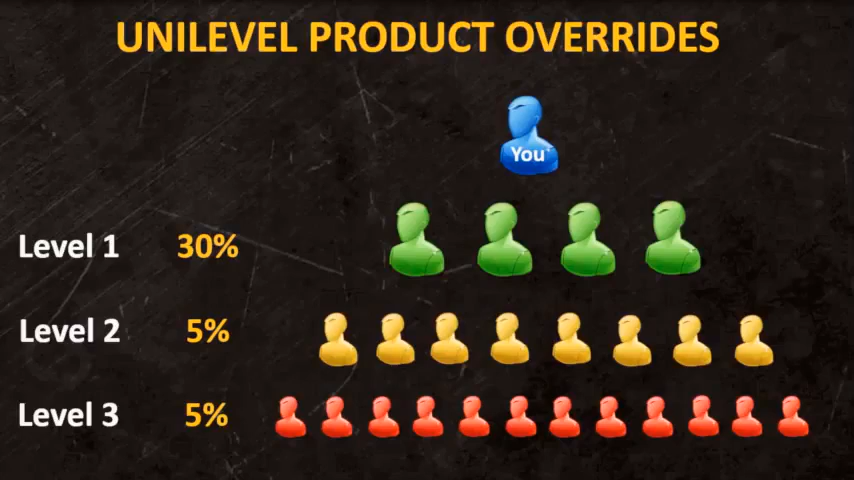 UNILEVEL PRODUCT OVERRIDES
You
Level 1 30%
Level 2 5%
Level 3 5%